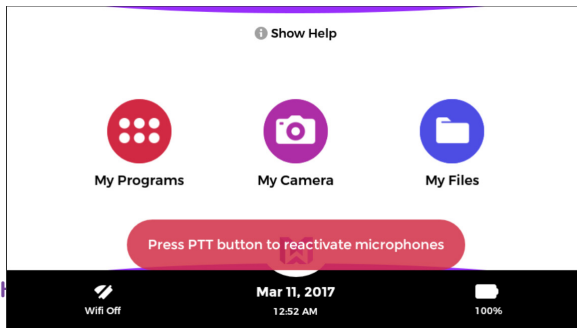 Show Help
My Programs
My Camera
My Files
Press PTT button to reactivate microphones
Mar 11, 2017
Wifi Off
12:52 AM
100%